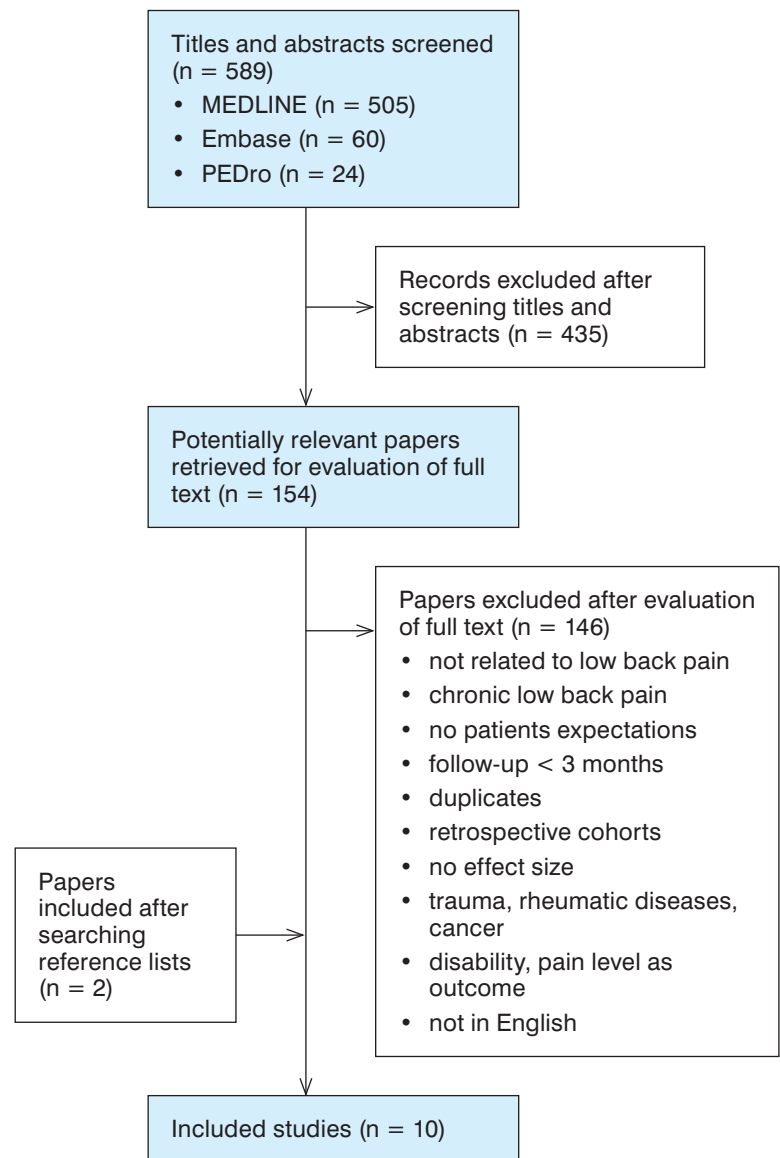 Titles and abstracts screened
(n = 589)
• MEDLINE (n = 505)
• Embase (n = 60)
• PEDro (n = 24)
Records excluded after
screening titles and
abstracts (n = 435)
Potentially relevant papers
retrieved for evaluation of full
text (n = 154)
Papers excluded after evaluation
of full text (n = 146)
• not related to low back pain
• chronic low back pain
• no patients expectations
• follow-up < 3 months
• duplicates
• retrospective cohorts
• no effect size
• trauma, rheumatic diseases,
cancer
• disability, pain level as
outcome
• not in English
Papers
included after
searching
reference lists
(n = 2)
Included studies (n = 10)